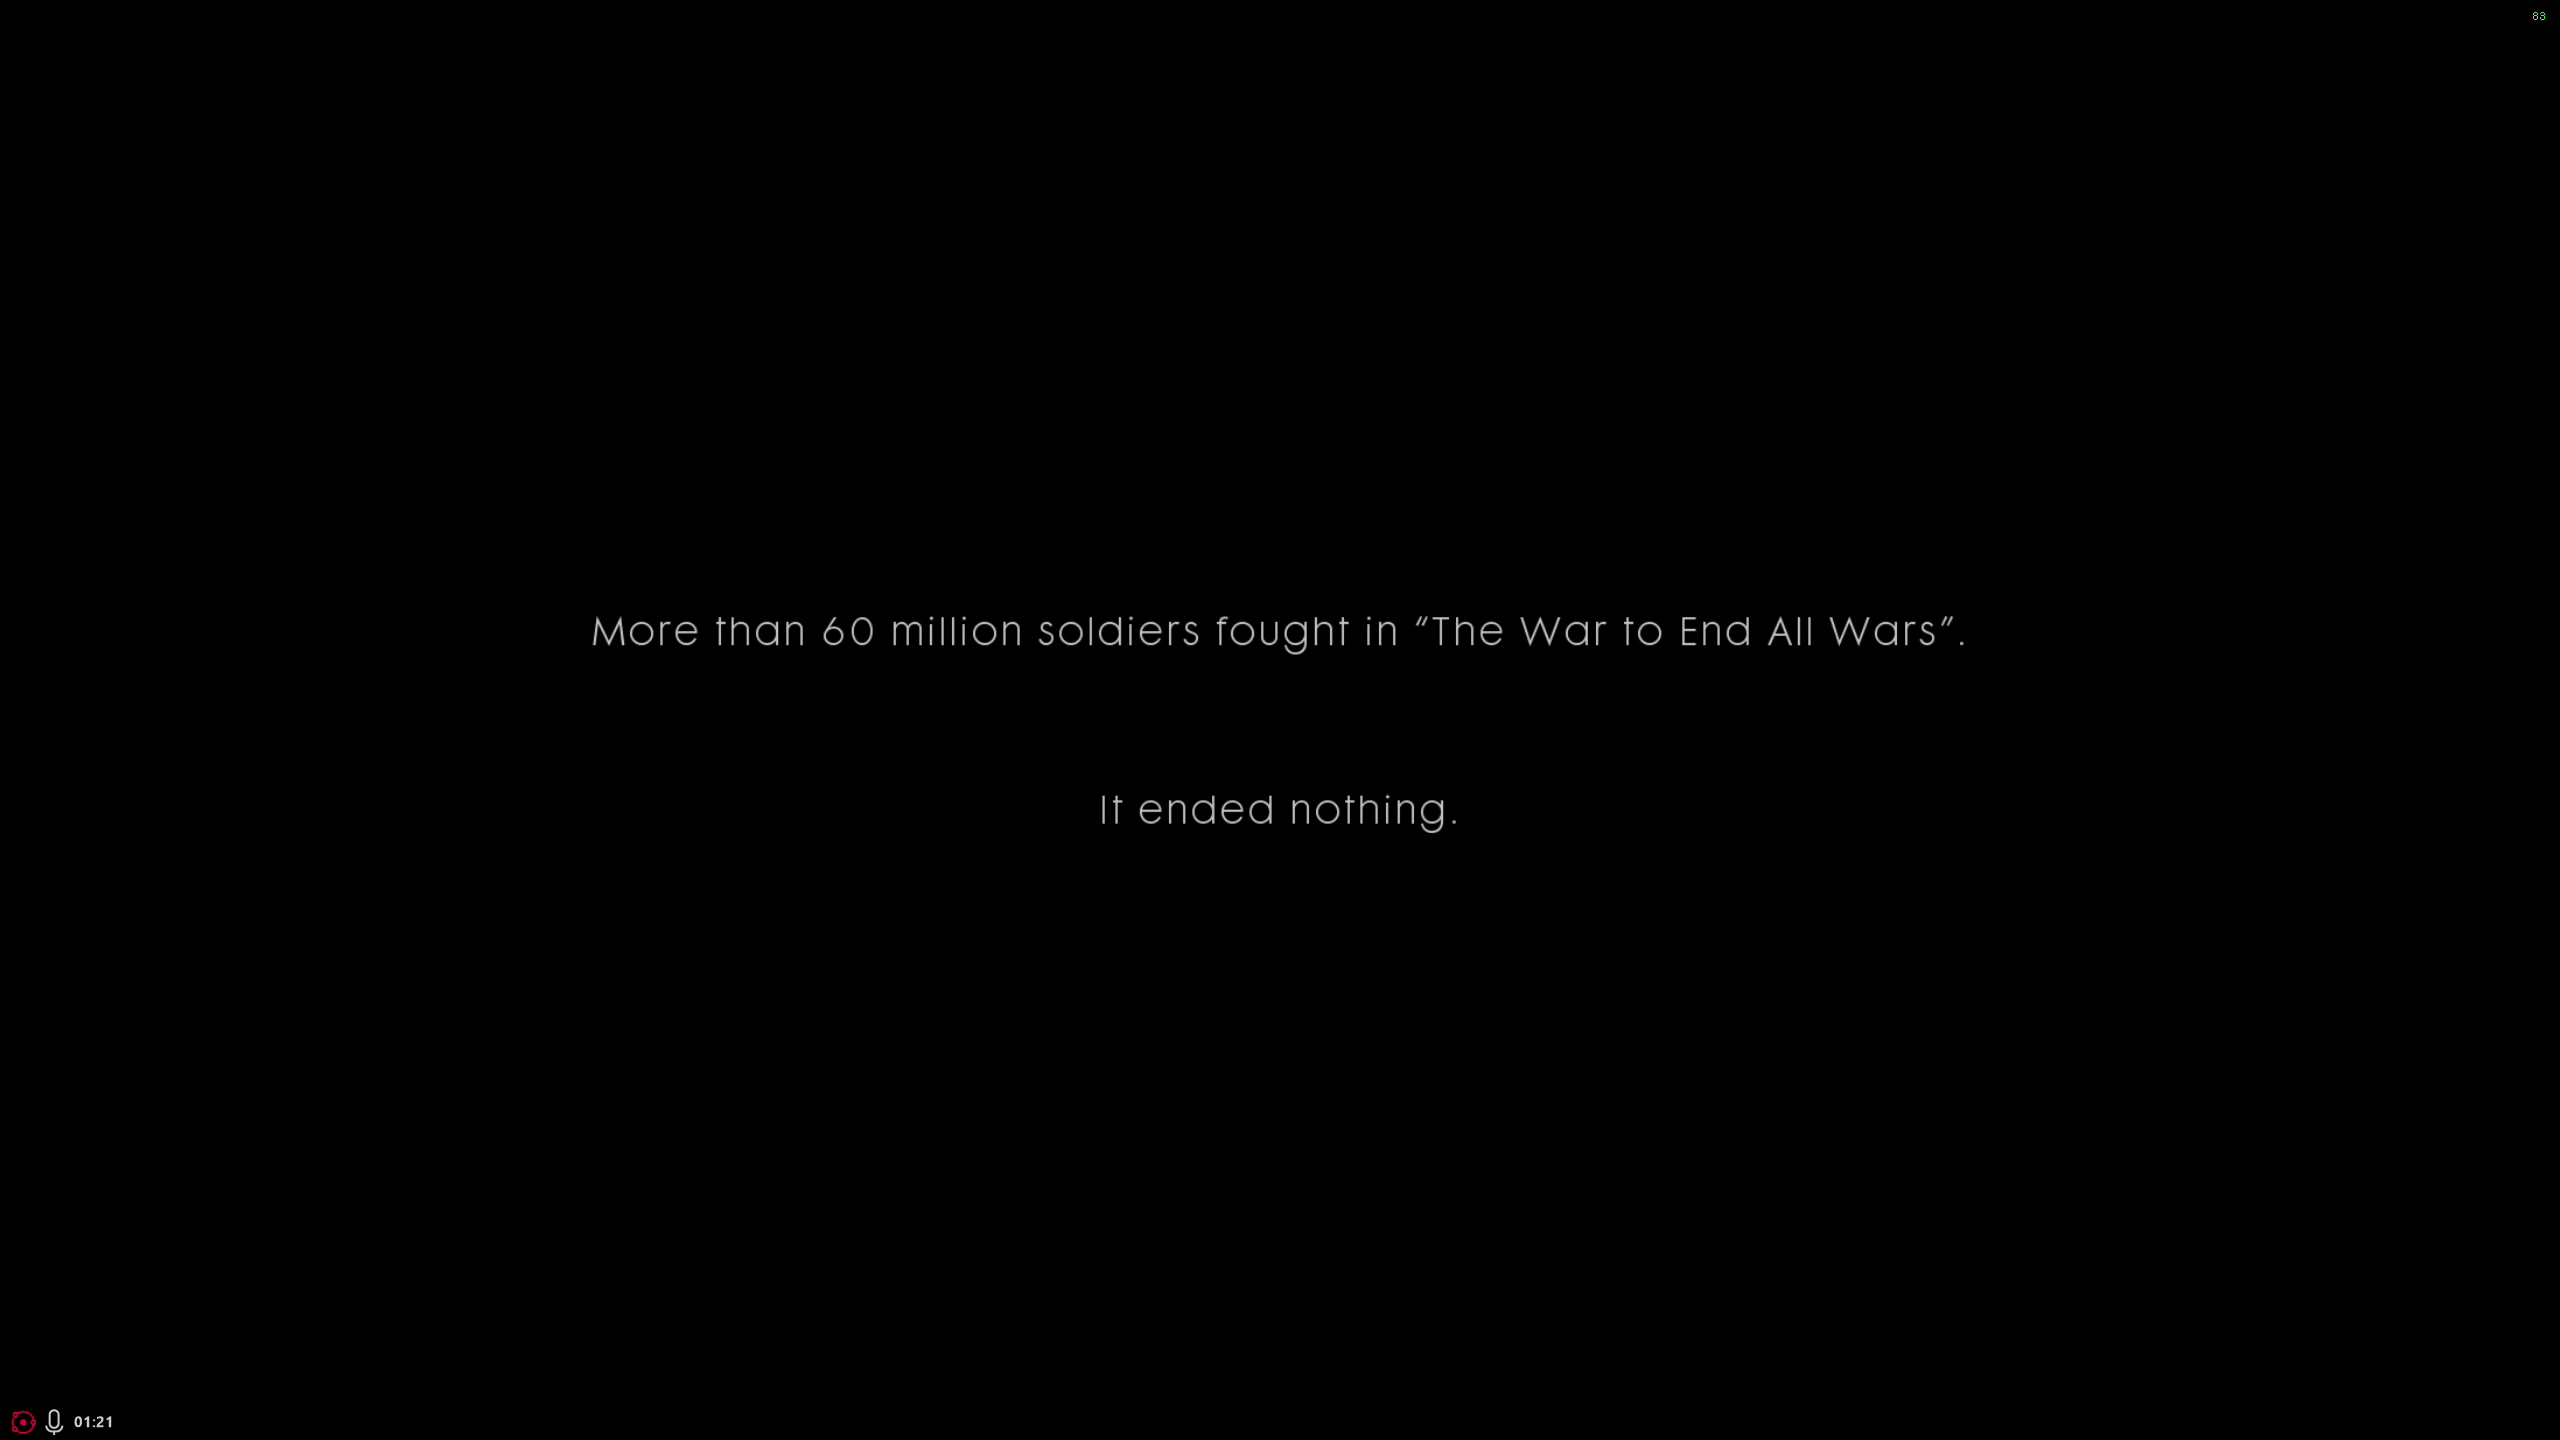 83
More than 60 million soldiers fought in “The War to End All Wars”.
It ended nothing.
01:21